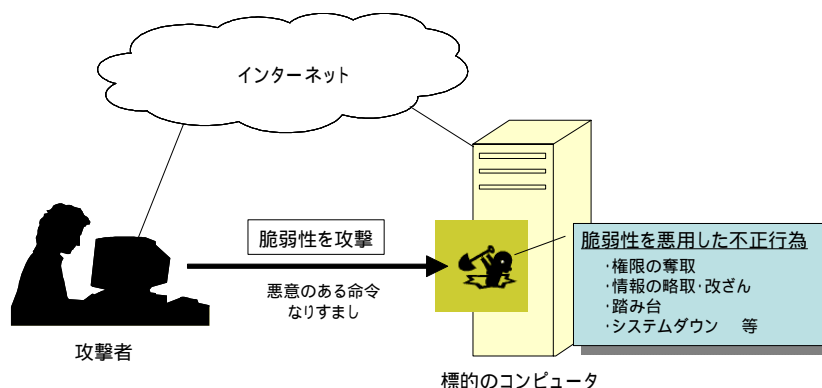 インターネット
脆弱性を攻撃
悪意のある命令
なりすまし
攻撃者
脆弱性を悪用した不正行為
・権限の奪取
・情報の略取・改ざん
・踏み台
・システムダウン 等
標的のコンピュータ